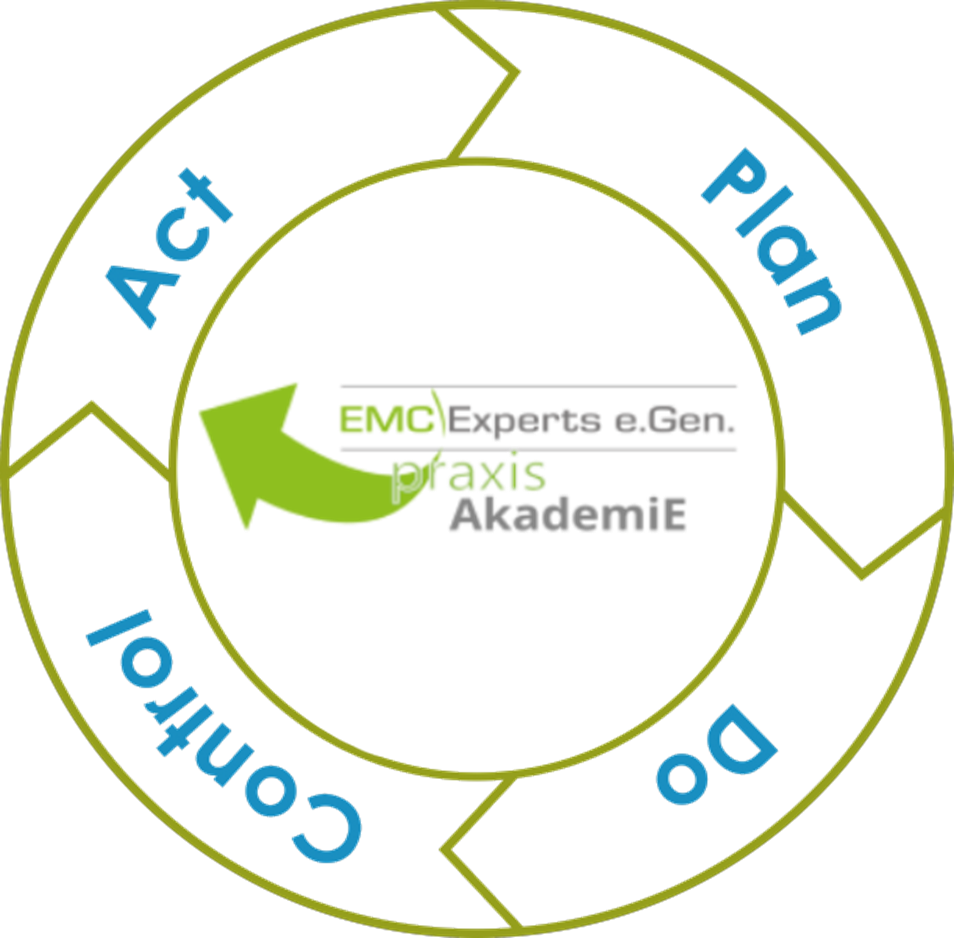 Plan
Do
Control
Act
EMC Experts e.Gen.
praxis
AkademiE